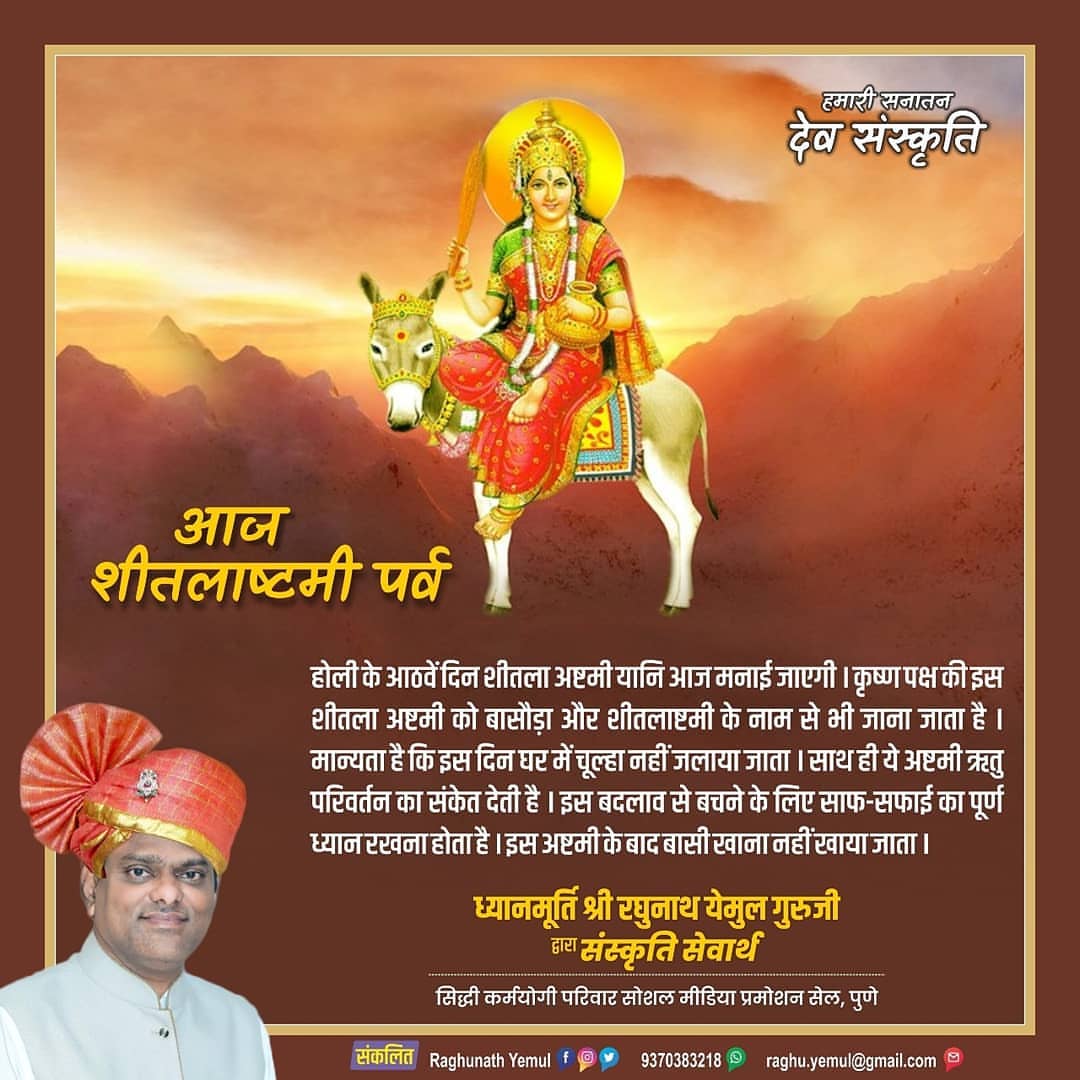 हमारी सनातन
देव संस्कृति
आज
शीतलाष्टमी पर्व
होली के आठवें दिन शीतला अष्टमी यानि आज मनाई जाएगी । कृष्ण पक्ष की इस
शीतला अष्टमी को बासौड़ा और शीतलाष्टमी के नाम से भी जाना जाता है ।
मान्यता है कि इस दिन घर में चूल्हा नहीं जलाया जाता । साथ ही ये अष्टमी ऋतु
परिवर्तन का संकेत देती है । इस बदलाव से बचने के लिए साफ-सफाई का पूर्ण
ध्यान रखना होता है । इस अष्टमी के बाद बासी खाना नहीं खाया जाता ।
ध्यानमूर्ति श्री रघुनाथ येमुल गुरुजी
द्वारा संस्कृति सेवार्थ
सिद्धी कर्मयोगी परिवार सोशल मीडिया प्रमोशन सेल, पुणे
संकलित Raghunath Yemul 9370383218 raghu.yemul@gmail.com